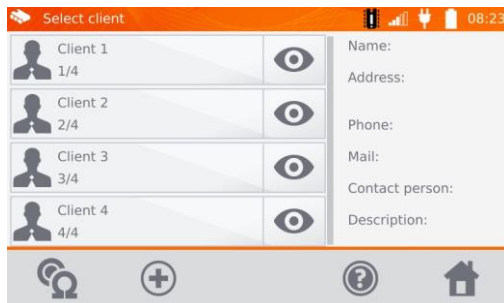 Select client
08:23
Client 1
1/4
Client 2
2/4
Client 3
3/4
Client 4
4/4
Name:
Address:
Phone:
Mail:
Contact person:
Description: